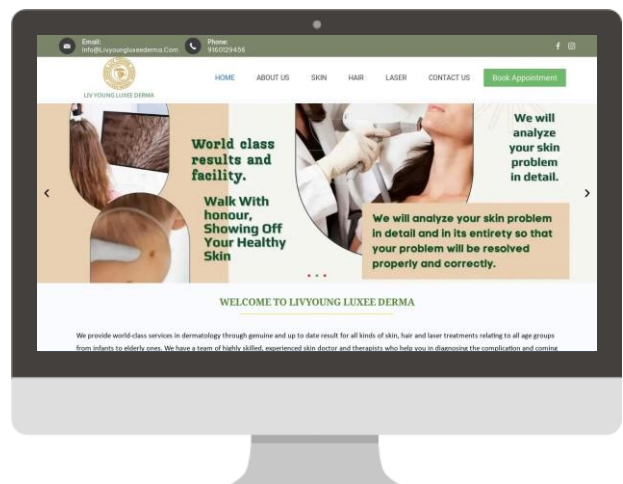 Email:
Info@Livyoungluxeederma.Com
Phone:
9160129456
LIV YOUNG LUXEE DERMA
HOME
ABOUT US
SKIN
HAIR
LASER
CONTACT US
Book Appointment
World class
results and
facility.
Walk With
honour,
Showing Off
Your Healthy
Skin
We will
analyze
your skin
problem
in detail.
We will analyze your skin problem
in detail and in its entirety so that
your problem will be resolved
properly and correctly.
WELCOME TO LIVYOUNG LUXEE DERMA
We provide world-class services in dermatology through genuine and up to date result for all kinds of skin, hair and laser treatments relating to all age groups
from infants to elderly ones. We have a team of highly skilled, experienced skin doctor and therapists who help you in diagnosing the complication and coming